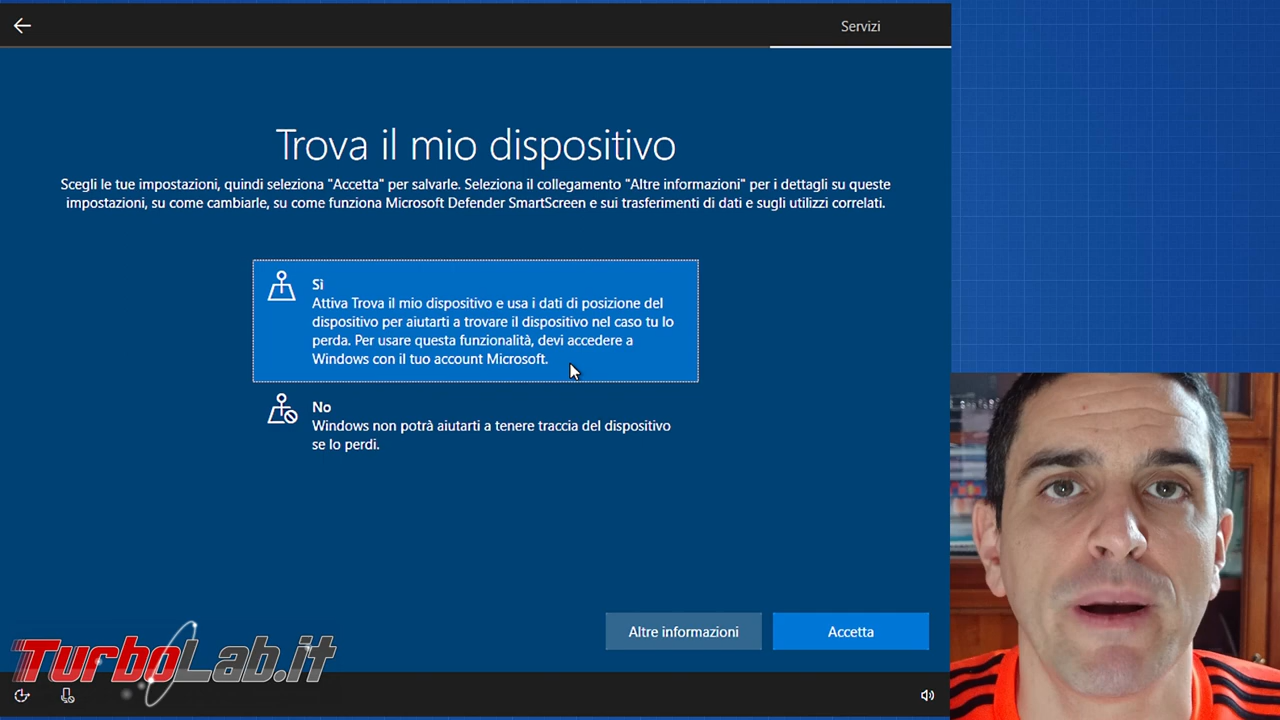 Servizi
Trova il mio dispositivo
Scegli le tue impostazioni, quindi seleziona "Accetta" per salvarle. Seleziona il collegamento "Altre informazioni" per i dettagli su queste
impostazioni, su come cambiarle, su come funziona Microsoft Defender SmartScreen e sui trasferimenti di dati e sugli utilizzi correlati.
Sì
Attiva Trova il mio dispositivo e usa i dati di posizione del
dispositivo per aiutarti a trovare il dispositivo nel caso tu lo
perda. Per usare questa funzionalità, devi accedere a
Windows con il tuo account Microsoft.
No
Windows non potrà aiutarti a tenere traccia del dispositivo
se lo perdi.
Altre informazioni
Accetta
TurboLab.it